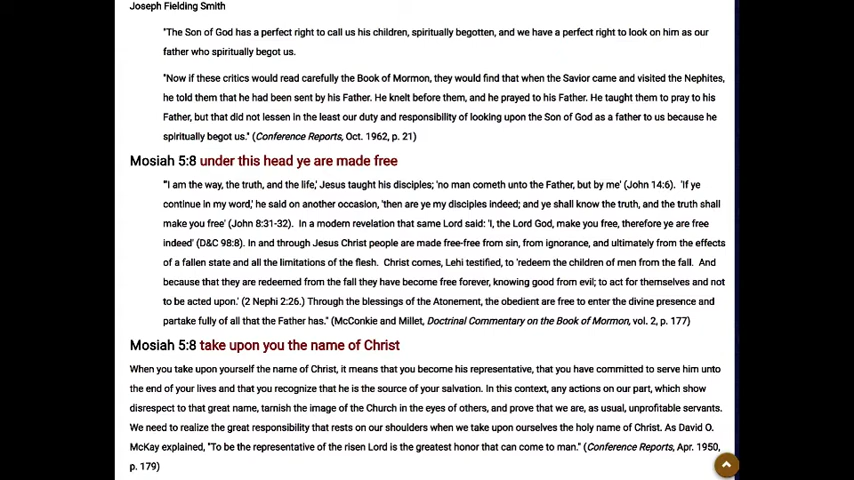 Joseph Fielding Smith
"The Son of God has a perfect right to call us his children, spiritually begotten, and we have a perfect right to look on him as our
father who spiritually begot us.
"Now if these critics would read carefully the Book of Mormon, they would find that when the Savior came and visited the Nephites,
he told them that he had been sent by his Father. He knelt before them, and he prayed to his Father. He taught them to pray to his
Father, but that did not lessen in the least our duty and responsibility of looking upon the Son of God as a father to us because he
spiritually begot us." (Conference Reports, Oct. 1962, p. 21)
Mosiah 5:8 under this head ye are made free
"'I am the way, the truth, and the life,' Jesus taught his disciples; 'no man cometh unto the Father, but by me' (John 14:6). 'If ye
continue in my word,' he said on another occasion, 'then are ye my disciples indeed; and ye shall know the truth, and the truth shall
make you free' (John 8:31-32). In a modern revelation that same Lord said: 'I, the Lord God, make you free, therefore ye are free
indeed' (D&C 98:8). In and through Jesus Christ people are made free-free from sin, from ignorance, and ultimately from the effects
of a fallen state and all the limitations of the flesh. Christ comes, Lehi testified, to 'redeem the children of men from the fall. And
because that they are redeemed from the fall they have become free forever, knowing good from evil; to act for themselves and not
to be acted upon.' (2 Nephi 2:26.) Through the blessings of the Atonement, the obedient are free to enter the divine presence and
partake fully of all that the Father has." (McConkie and Millet, Doctrinal Commentary on the Book of Mormon, vol. 2, p. 177)
Mosiah 5:8 take upon you the name of Christ
When you take upon yourself the name of Christ, it means that you become his representative, that you have committed to serve him unto
the end of your lives and that you recognize that he is the source of your salvation. In this context, any actions on our part, which show
disrespect to that great name, tarnish the image of the Church in the eyes of others, and prove that we are, as usual, unprofitable servants.
We need to realize the great responsibility that rests on our shoulders when we take upon ourselves the holy name of Christ. As David O.
McKay explained, "To be the representative of the risen Lord is the greatest honor that can come to man." (Conference Reports, Apr. 1950,
p. 179)